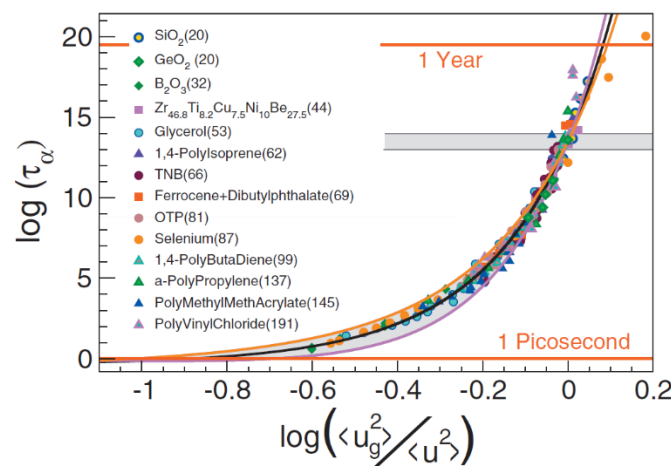 20
15
10
5
0
log (τα)
SiO2(20)
GeO2 (20)
B2O3(32)
Zr46.8Ti8.2Cu7.5Ni10Be27.5(44)
Glycerol(53)
1,4-PolyIsoprene(62)
TNB(66)
Ferrocene+Dibutylphthalate(69)
OTP(81)
Selenium(87)
1,4-PolyButaDiene(99)
a-PolyPropylene(137)
PolyMethylMethAcrylate(145)
PolyVinylChloride(191)
1 Year
1 Picosecond
-1 -0.8 -0.6 -0.4 -0.2 0 0.2
log(⟨ug2⟩/⟨u2⟩)